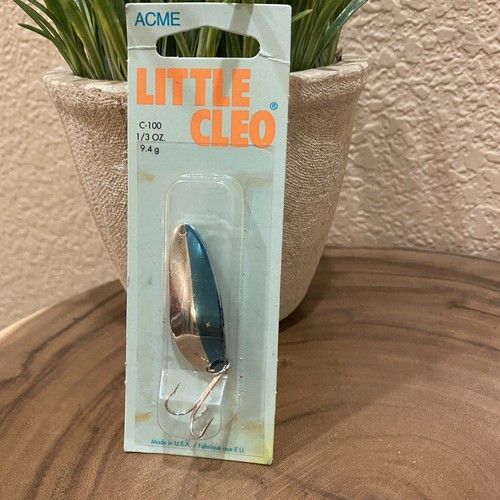 ACME
LITTLE
CLEO®
C-100
1/3 OZ.
9.4 g
Made in U.S.A. / Fabriqué aux E.U.